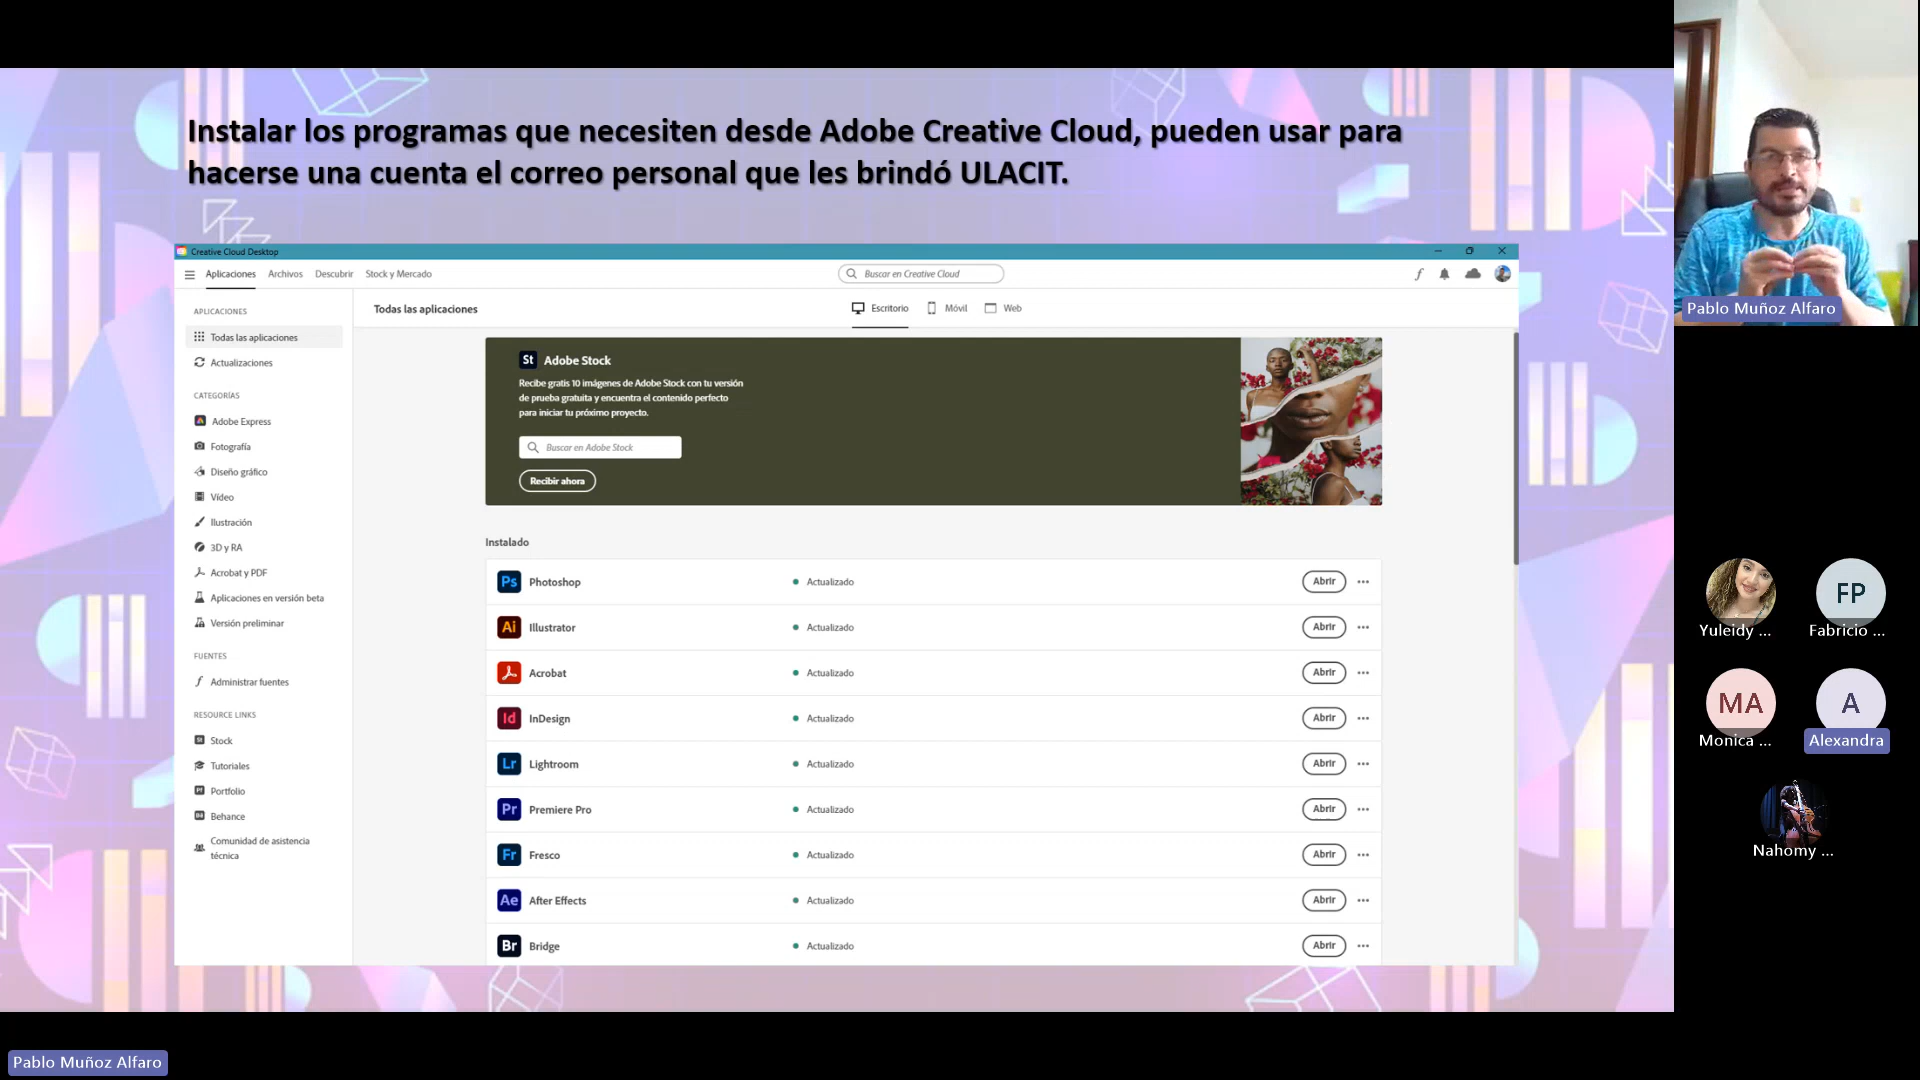 Instalar los programas que necesiten desde Adobe Creative Cloud, pueden usar para
hacerse una cuenta el correo personal que les brindó ULACIT.
Creative Cloud Desktop
Aplicaciones
Archivos
Descubrir
Stock y Mercado
Buscar en Creative Cloud
APLICACIONES
Todas las aplicaciones
Actualizaciones
CATEGORÍAS
Adobe Express
Fotografía
Diseño gráfico
Vídeo
Ilustración
3D y RA
Acrobat y PDF
Aplicaciones en versión beta
Versión preliminar
FUENTES
Administrar fuentes
RESOURCE LINKS
Stock
Tutoriales
Portfolio
Behance
Comunidad de asistencia
técnica
Todas las aplicaciones
Escritorio
Móvil
Web
St Adobe Stock
Recibe gratis 10 imágenes de Adobe Stock con tu versión
de prueba gratuita y encuentra el contenido perfecto
para iniciar tu próximo proyecto.
Buscar en Adobe Stock
Recibir ahora
Instalado
Ps Photoshop Actualizado Abrir
Ai Illustrator Actualizado Abrir
Acrobat Actualizado Abrir
Id InDesign Actualizado Abrir
Lr Lightroom Actualizado Abrir
Pr Premiere Pro Actualizado Abrir
Fr Fresco Actualizado Abrir
Ae After Effects Actualizado Abrir
Br Bridge Actualizado Abrir
Pablo Muñoz Alfaro
Yuleidy ...
FP
Fabricio ...
MA
Monica ...
A
Alexandra
Nahomy ...
Pablo Muñoz Alfaro